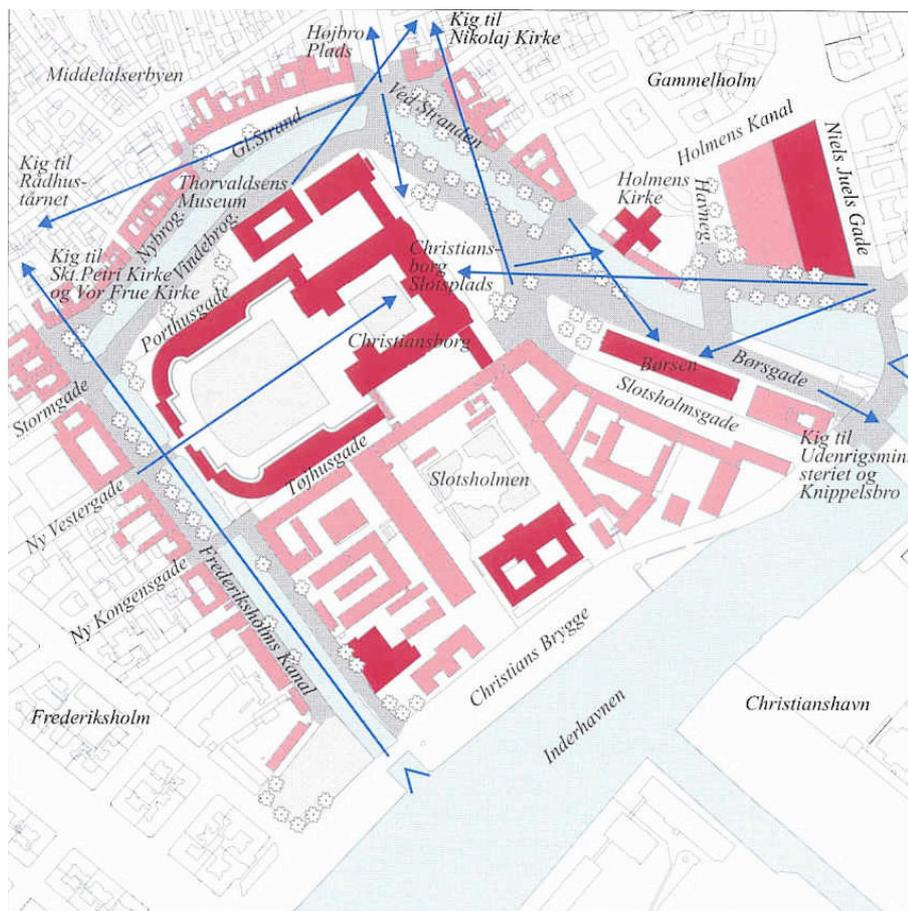 Kig til
Nikolaj Kirke
Højbro
Plads
Middelalserbyen
Gammelholm
Ved Stranden
Gl.Strand
Holmens Kanal
Niels Juels Gade
Kig til
Rådhus-
tårnet
Thorvaldsens
Museum
Holmens
Kirke
Havneg.
Nybrog.
Vindebrog.
Kig til
Skt.Petri Kirke
og Vor Frue Kirke
Christians-
borg
Sloisplads
Porthusgade
Christiansborg
Børsen
Børsgade
Slotsholmsgade
Stormgade
Tøjhusgade
Slotsholmen
Kig til
Udenrigsmini
steriet og
Knippelsbro
Ny Vestergade
Ny Kongensgade
Frederiksholms Kanal
Christians Brygge
Frederiksholm
Inderhavnen
Christianshavn